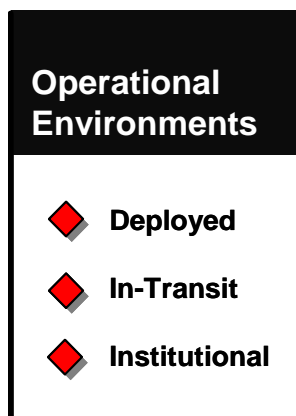 Operational
Environments
Deployed
In-Transit
Institutional